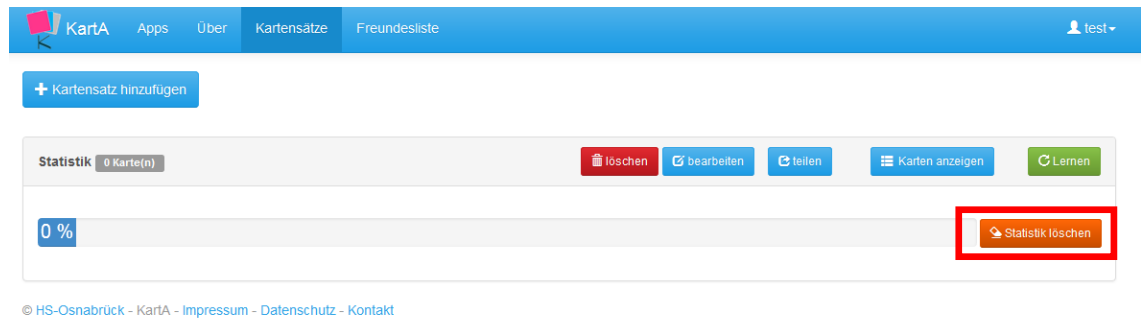 KartA Apps Über Kartensätze Freundesliste test
Kartensatz hinzufügen
Statistik 0 Karte(n) löschen bearbeiten teilen Karten anzeigen Lernen
0 % Statistik löschen
© HS-Osnabrück - KartA - Impressum - Datenschutz - Kontakt